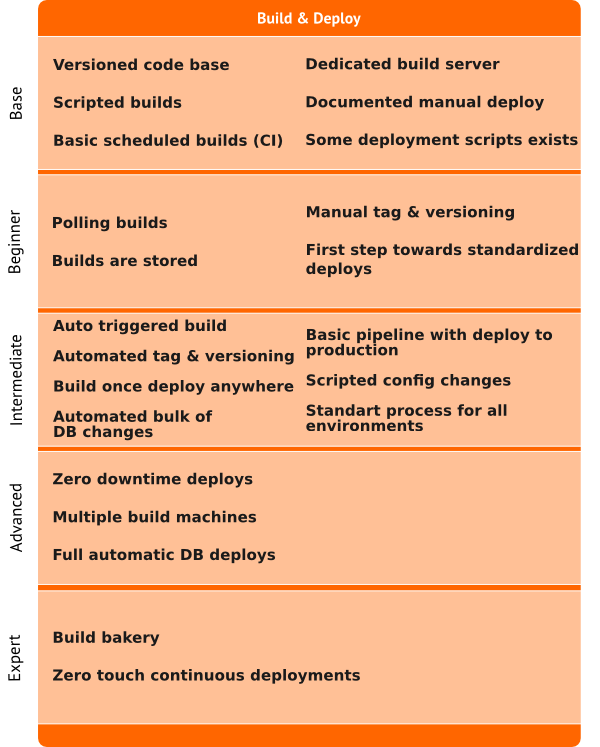 Build & Deploy
Base
Versioned code base
Scripted builds
Basic scheduled builds (CI)
Dedicated build server
Documented manual deploy
Some deployment scripts exists
Beginner
Polling builds
Builds are stored
Manual tag & versioning
First step towards standardized
deploys
Intermediate
Auto triggered build
Automated tag & versioning
Build once deploy anywhere
Automated bulk of
DB changes
Basic pipeline with deploy to
production
Scripted config changes
Standart process for all
environments
Advanced
Zero downtime deploys
Multiple build machines
Full automatic DB deploys
Expert
Build bakery
Zero touch continuous deployments